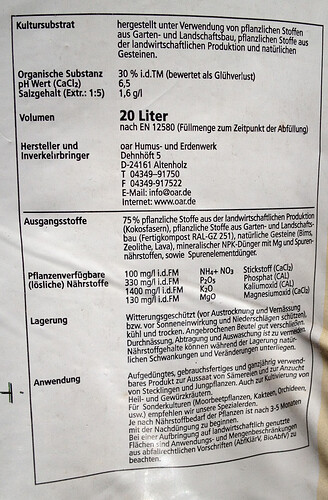 Kultursubstrat hergestellt unter Verwendung von pflanzlichen Stoffen
aus Garten- und Landschaftsbau, pflanzlichen Stoffe aus
der landwirtschaftlichen Produktion und natürlichen
Gesteinen.
Organische Substanz 30 % i.d.TM (bewertet als Glühverlust)
pH Wert (CaCl₂) 6,5
Salzgehalt (Extr.: 1:5) 1,6 g/l
Volumen 20 Liter
nach EN 12580 (Füllmenge zum Zeitpunkt der Abfüllung)
Hersteller und oar Humus- und Erdenwerk
Inverkelrbringer Dehnhöft 5
D-24161 Altenholz
T 04349-91750
F 04349-917522
E-Mail: info@oar.de
Internet: www.oar.de
Ausgangsstoffe 75 % pflanzliche Stoffe aus der landwirtschaftlichen Produktion
(Kokosfasern), pflanzliche Stoffe aus Garten- und Landschafts-
bau (Fertigkompost RAL-GZ 251), natürliche Gesteine (Bims,
Zeolithe, Lava), mineralischer NPK-Dünger mit Mg und Spuren-
nährstoffen, sowie Spurenelementdünger.
Pflanzenverfügbare 100 mg/l i.d.FM NH₄+ NO₃ Stickstoff (CaCl₂)
(lösliche) Nährstoffe 330 mg/l i.d.FM P₂O₅ Phosphat (CAL)
1400 mg/l i.d.FM K₂O Kaliumoxid (CAL)
130 mg/l i.d.FM MgO Magnesiumoxid (CaCl₂)
Lagerung Witterungsgeschützt (vor Austrocknung und Vernässung
bzw. vor Sonneneinwirkung und Niederschlägen schützen),
kühl und trocken. Angebrochenen Beutel gut verschließen.
Durchnässung, Abtragung und Auswaschung ist zu vermeiden.
Nährstoffgehalte können während der Lagerung natür-
lichen Schwankungen und Veränderungen unterliegen.
Anwendung Aufgedüngtes, gebrauchsfertiges und ganzjährig verwend-
bares Produkt zur Aussaat von Sämereien und zur Anzucht
von Stecklingen und Jungpflanzen. Auch zur Kultivierung von
Heil- und Gewürzkräutern.
Für Sonderkulturen (Moorbeetpflanzen, Kakteen, Orchideen,
usw.) empfehlen wir unsere Spezialerden.
Je nach Nährstoffbedarf der Pflanzen ist nach 3-5 Monaten
mit der Nachdüngung zu beginnen.
Bei einer Aufbringung auf landwirtschaftlich genutzte
Flächen sind Anwendungs- und Mengenbeschränkungen
aus abfallrechtlichen Vorschriften (AbfKlärV, BioAbfV) zu
beachten.